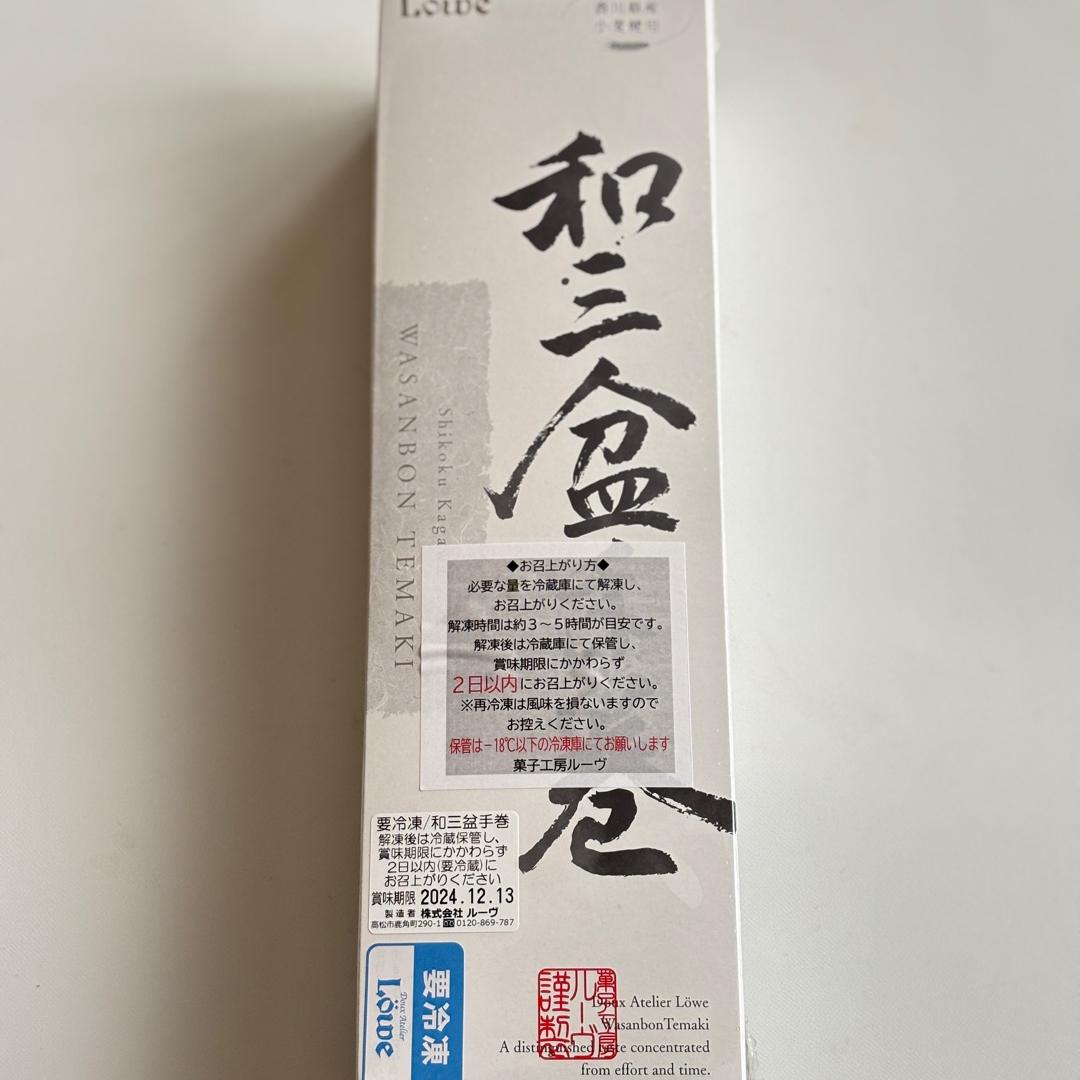 Löwe
香川県産
小麦使用
和三盆
巻
WASANBON TEMAKI
Shikoku
◆お召上がり方◆
必要な量を冷蔵庫にて解凍し、
お召上がりください。
解凍時間は約3～5時間が目安です。
解凍後は冷蔵庫にて保管し、
賞味期限にかかわらず
2日以内にお召上がりください。
※再冷凍は風味を損ないますので
お控えください。
保管は－18℃以下の冷凍庫にてお願いします
菓子工房ルーヴ
要冷凍/和三盆手巻
解凍後は冷蔵保管し、
賞味期限にかかわらず
2日以内(要冷蔵)に
お召上がりください
賞味期限 2024.12.13
製造者 株式会社 ルーヴ
高松市鹿角町290-1 0120-869-787
要冷凍
Doux Atelier
Löwe
菓子工房
ルーヴ
謹製
Doux Atelier Löwe
WasanbonTemaki
A distinguished taste concentrated
from effort and time.